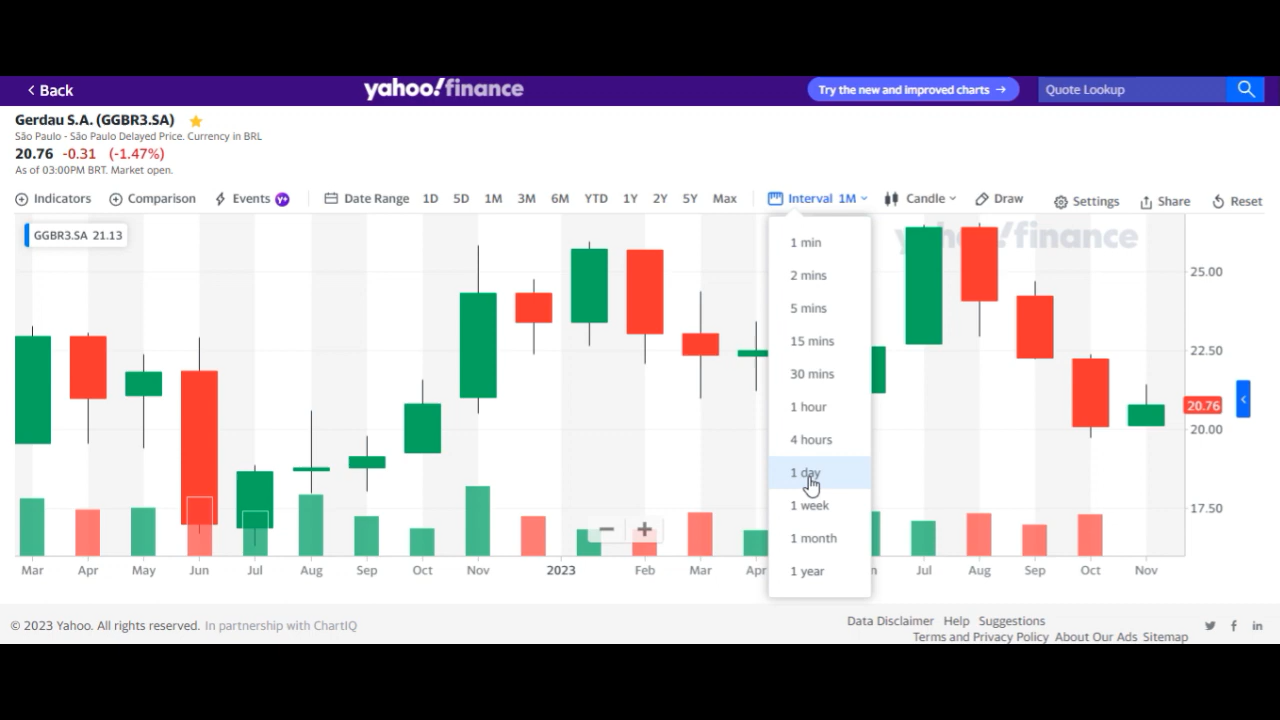 < Back
yahoo!finance
Try the new and improved charts →
Quote Lookup
Gerdau S.A. (GGBR3.SA)
São Paulo - São Paulo Delayed Price. Currency in BRL
20.76 -0.31 (-1.47%)
As of 03:00PM BRT. Market open.
Indicators Comparison Events Y+ Date Range 1D 5D 1M 3M 6M YTD 1Y 2Y 5Y Max Interval 1M Candle Draw Settings Share Reset
GGBR3.SA 21.13
1 min
2 mins
5 mins
15 mins
30 mins
1 hour
4 hours
1 day
1 week
1 month
1 year
/finance
25.00
22.50
20.76
20.00
17.50
− +
Mar Apr May Jun Jul Aug Sep Oct Nov 2023 Feb Mar Apr Jul Aug Sep Oct Nov
© 2023 Yahoo. All rights reserved. In partnership with ChartIQ
Data Disclaimer Help Suggestions
Terms and Privacy Policy About Our Ads Sitemap